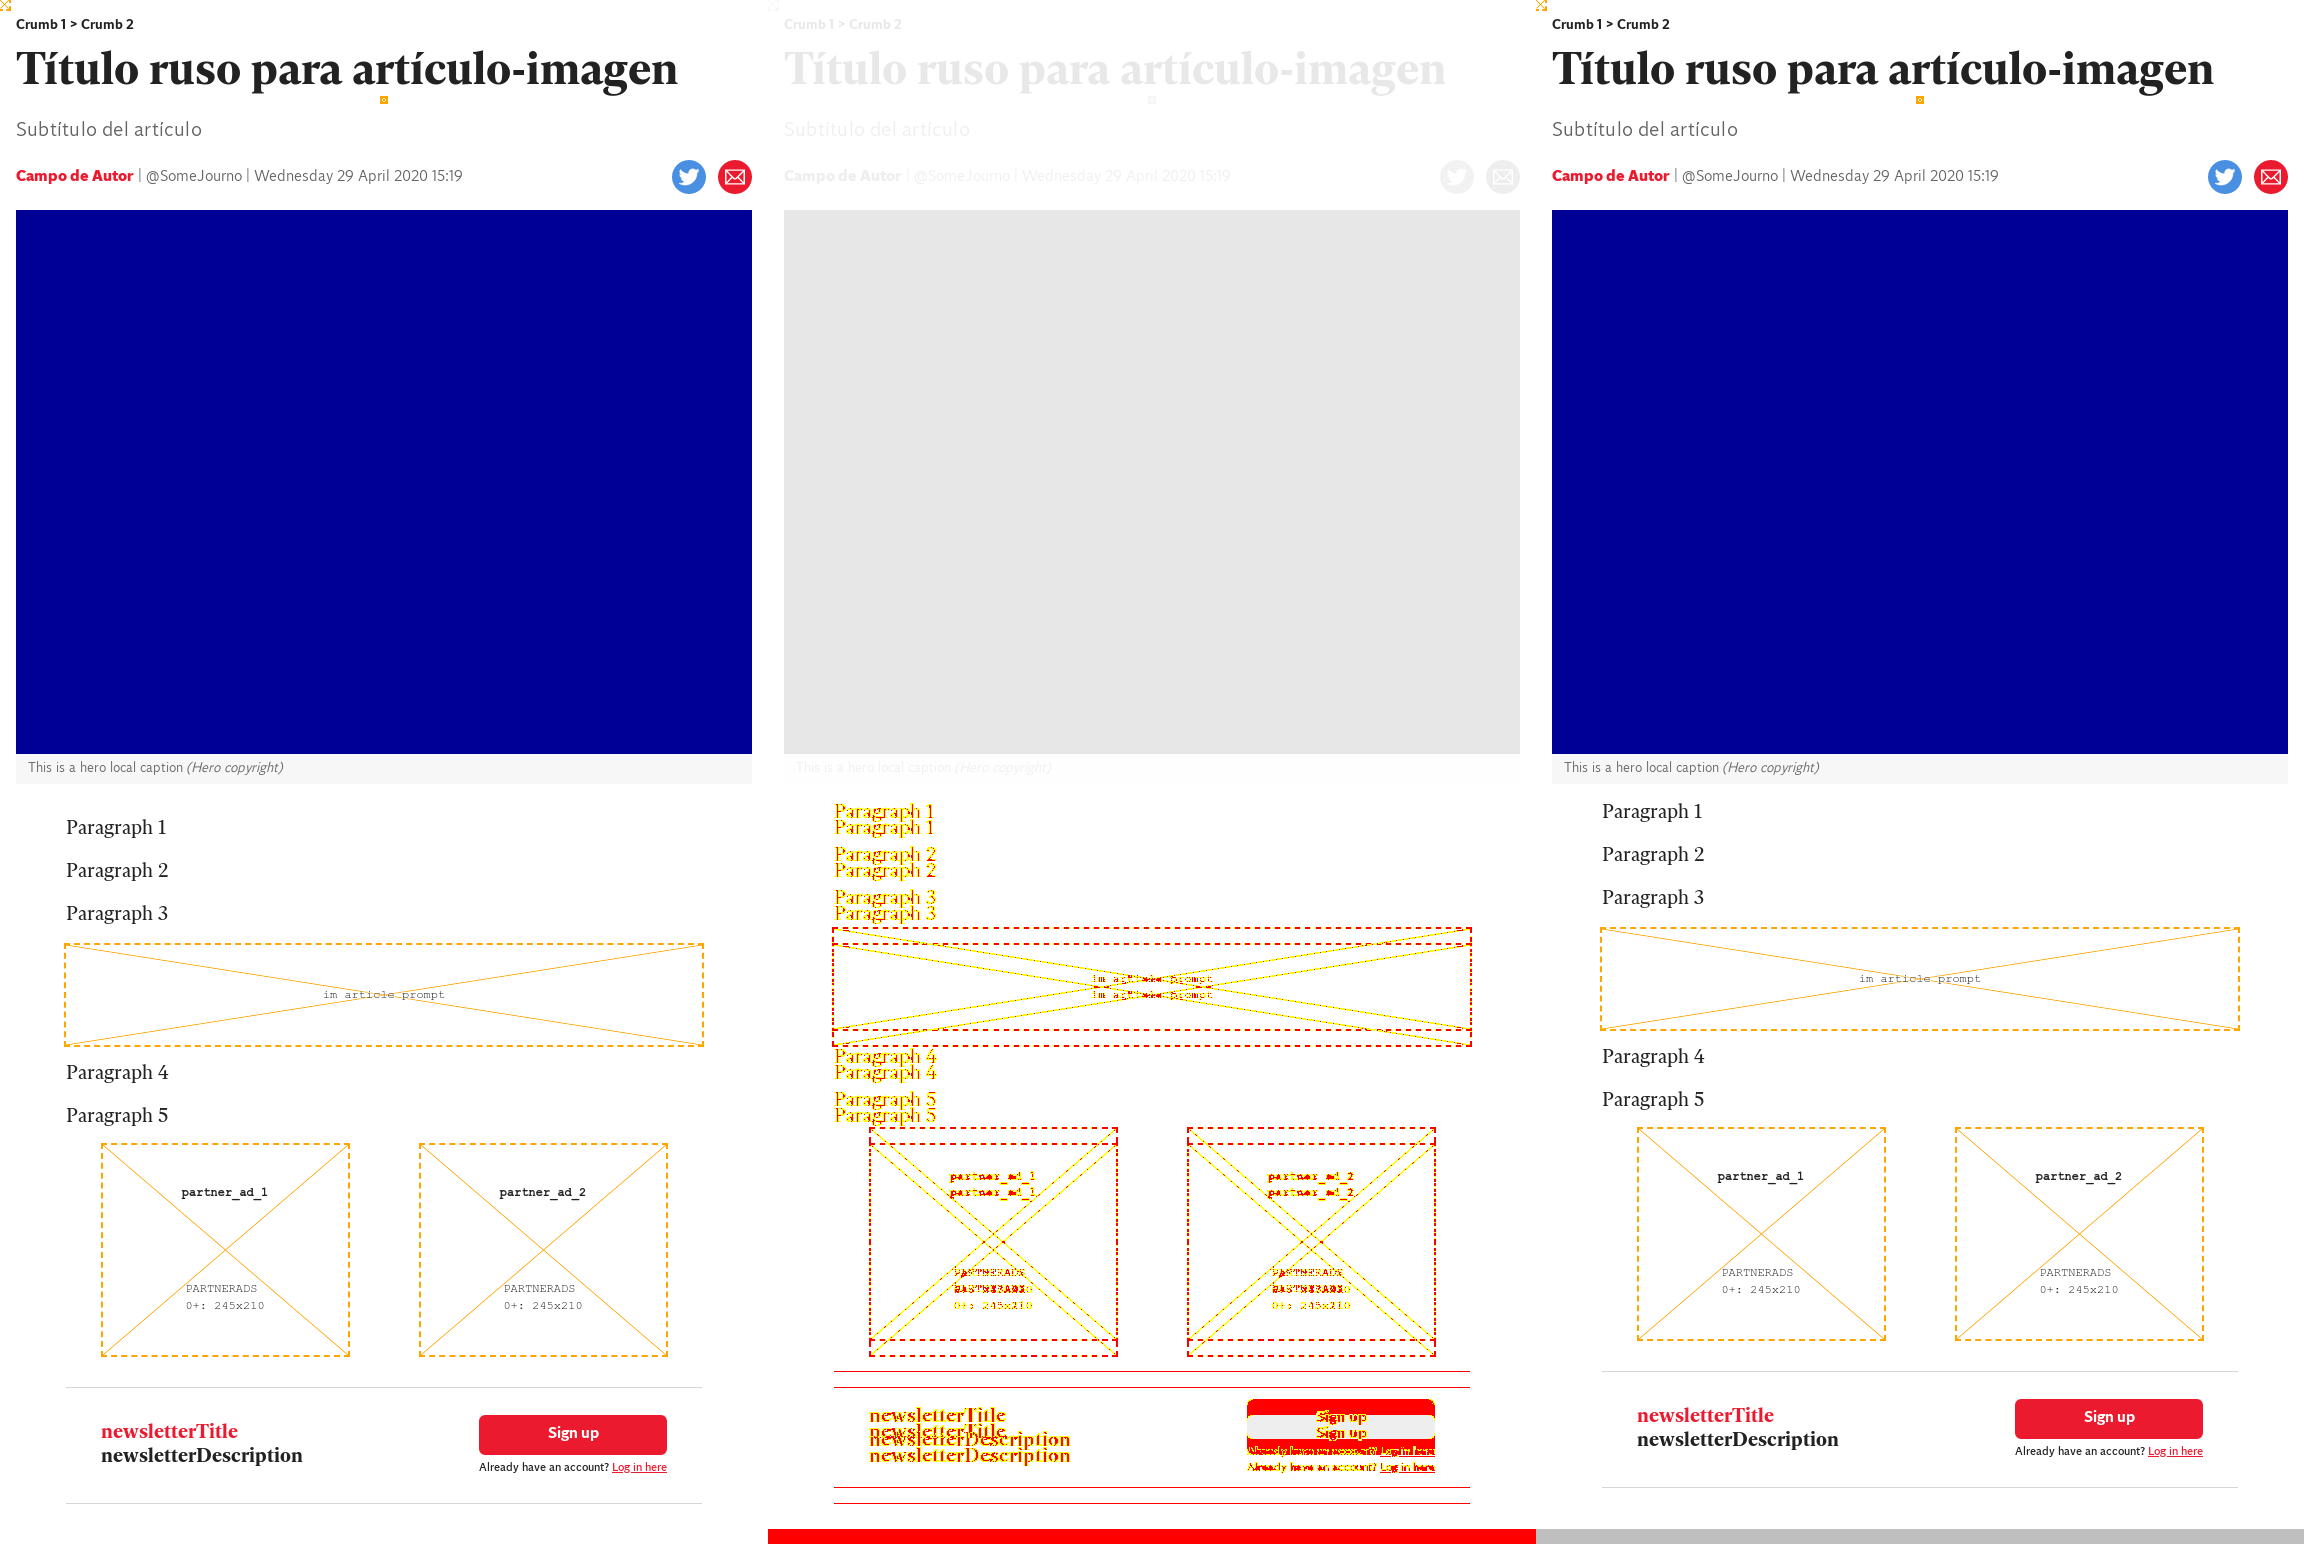 Crumb 1 > Crumb 2
Título ruso para artículo-imagen
Subtítulo del artículo
Campo de Autor | @SomeJourno | Wednesday 29 April 2020 15:19
This is a hero local caption (Hero copyright)
Paragraph 1
Paragraph 2
Paragraph 3
im article prompt
Paragraph 4
Paragraph 5
partner_ad_1
partner_ad_2
PARTNERADS
0+: 245x210
PARTNERADS
0+: 245x210
newsletterTitle
newsletterDescription
Sign up
Already have an account? Log in here
Crumb 1 > Crumb 2
Título ruso para artículo-imagen
Subtítulo del artículo
Campo de Autor | @SomeJourno | Wednesday 29 April 2020 15:19
This is a hero local caption (Hero copyright)
Paragraph 1
Paragraph 1
Paragraph 2
Paragraph 2
Paragraph 3
Paragraph 3
im article prompt
im article prompt
Paragraph 4
Paragraph 4
Paragraph 5
Paragraph 5
partner_ad_1
partner_ad_1
partner_ad_2
partner_ad_2
PARTNERADS
0+: 245x210
PARTNERADS
0+: 245x210
newsletterTitle
newsletterTitle
newsletterDescription
newsletterDescription
Sign up
Sign up
Already have an account? Log in here
Already have an account? Log in here
Crumb 1 > Crumb 2
Título ruso para artículo-imagen
Subtítulo del artículo
Campo de Autor | @SomeJourno | Wednesday 29 April 2020 15:19
This is a hero local caption (Hero copyright)
Paragraph 1
Paragraph 2
Paragraph 3
im article prompt
Paragraph 4
Paragraph 5
partner_ad_1
partner_ad_2
PARTNERADS
0+: 245x210
PARTNERADS
0+: 245x210
newsletterTitle
newsletterDescription
Sign up
Already have an account? Log in here